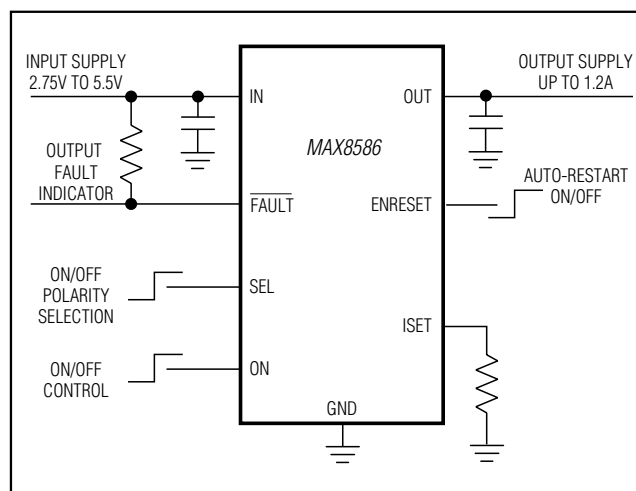 INPUT SUPPLY
2.75V TO 5.5V
OUTPUT SUPPLY
UP TO 1.2A
IN
OUT
MAX8586
OUTPUT
FAULT
INDICATOR
FAULT
ENRESET
AUTO-RESTART
ON/OFF
ON/OFF
POLARITY
SELECTION
SEL
ISET
ON/OFF
CONTROL
ON
GND